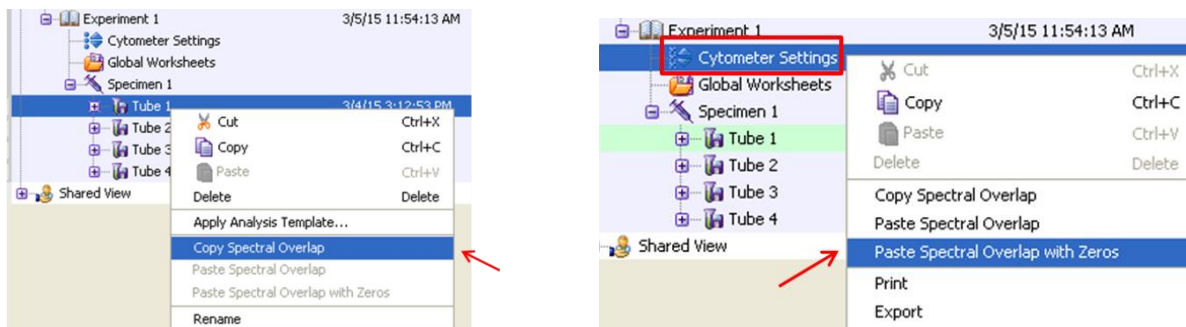 Experiment 1 3/5/15 11:54:13 AM
Cytometer Settings
Global Worksheets
Specimen 1
Tube 1 3/4/15 3:12:53 PM
Tube 2
Tube 3
Tube 4
Shared View
Cut Ctrl+X
Copy Ctrl+C
Paste Ctrl+V
Delete Delete
Apply Analysis Template...
Copy Spectral Overlap
Paste Spectral Overlap
Paste Spectral Overlap with Zeros
Rename
Experiment 1 3/5/15 11:54:13 AM
Cytometer Settings
Global Worksheets
Specimen 1
Tube 1
Tube 2
Tube 3
Tube 4
Shared View
Cut Ctrl+X
Copy Ctrl+C
Paste Ctrl+V
Delete Delete
Copy Spectral Overlap
Paste Spectral Overlap
Paste Spectral Overlap with Zeros
Print
Export